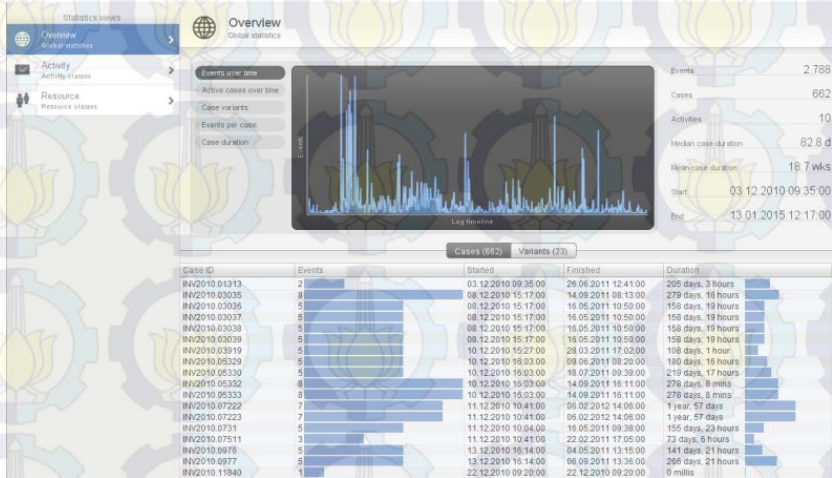 Statistics views
Overview
Global statistics
Activity
Activity classes
Resource
Resource classes
Overview
Global statistics
Events over time
Active cases over time
Case variants
Events per case
Case duration
Events
Log timeline
Events 2.788
Cases 662
Activities 10
Median case duration 82.8 d
Mean case duration 18.7 wks
Start 03.12.2010 09:35:00
End 13.01.2015 12:17:00
Cases (662) Variants (23)
Case ID Events Started Finished Duration
INV2010.01313 2 03.12.2010 09:35:00 26.06.2011 12:41:00 205 days, 3 hours
INV2010.03035 8 08.12.2010 15:17:00 14.09.2011 08:13:00 279 days, 16 hours
INV2010.03036 5 08.12.2010 15:17:00 16.05.2011 10:50:00 158 days, 19 hours
INV2010.03037 5 08.12.2010 15:17:00 16.05.2011 10:50:00 158 days, 19 hours
INV2010.03038 5 08.12.2010 15:17:00 16.05.2011 10:50:00 158 days, 19 hours
INV2010.03039 5 08.12.2010 15:17:00 16.05.2011 10:50:00 158 days, 19 hours
INV2010.03919 5 10.12.2010 15:27:00 28.03.2011 17:02:00 108 days, 1 hour
INV2010.05329 5 10.12.2010 16:03:00 09.06.2011 08:20:00 180 days, 16 hours
INV2010.05330 5 10.12.2010 16:03:00 18.07.2011 09:39:00 219 days, 17 hours
INV2010.05332 8 10.12.2010 16:03:00 14.09.2011 16:11:00 278 days, 8 mins
INV2010.05333 8 10.12.2010 16:03:00 14.09.2011 16:11:00 278 days, 8 mins
INV2010.07222 7 11.12.2010 10:41:00 06.02.2012 14:06:00 1 year, 57 days
INV2010.07223 7 11.12.2010 10:41:00 06.02.2012 14:06:00 1 year, 57 days
INV2010.0731 5 11.12.2010 10:04:00 16.05.2011 09:38:00 155 days, 23 hours
INV2010.07511 3 11.12.2010 10:41:00 22.02.2011 17:05:00 73 days, 6 hours
INV2010.0976 5 13.12.2010 16:14:00 04.05.2011 13:15:00 141 days, 21 hours
INV2010.0977 5 13.12.2010 16:14:00 06.09.2011 13:36:00 266 days, 21 hours
INV2010.11840 1 22.12.2010 09:20:00 22.12.2010 09:20:00 0 millis